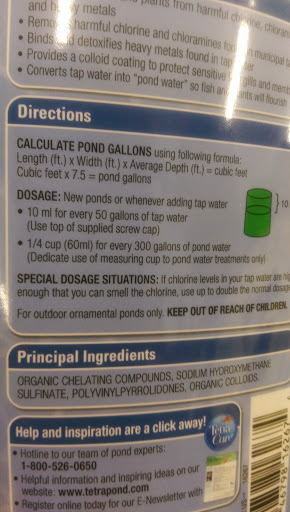 plants from harmful chlorine,
and heavy metals
• harmful chlorine and chloramines
• Binds and detoxifies heavy metals found in tap
• Provides a colloid coating to protect sensitive gills and
• Converts tap water into "pond water" so fish and plants will flourish
Directions
CALCULATE POND GALLONS using following formula:
Length (ft.) x Width (ft.) x Average Depth (ft.) = cubic feet
Cubic feet x 7.5 = pond gallons
DOSAGE: New ponds or whenever adding tap water
10
• 10 ml for every 50 gallons of tap water
(Use top of supplied screw cap)
• 1/4 cup (60ml) for every 300 gallons of pond water
(Dedicate use of measuring cup to pond water treatments only)
SPECIAL DOSAGE SITUATIONS: If chlorine levels in your tap water are
enough that you can smell the chlorine, use up to double the normal
For outdoor ornamental ponds only. KEEP OUT OF REACH OF CHILDREN.
Principal Ingredients
ORGANIC CHELATING COMPOUNDS, SODIUM HYDROXYMETHANE
SULFINATE, POLYVINYLPYRROLIDONES, ORGANIC COLLOIDS.
Help and inspiration are a click away!
Tetra
Care
• Hotline to our team of pond experts:
1-800-526-0650
• Helpful information and inspiring ideas on our
website: www.tetrapond.com
• Register online today for our E-Newsletter with